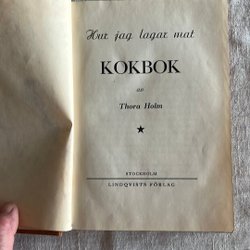 Hur jag lagar mat
KOKBOK
av
Thora Holm
★
STOCKHOLM
LINDQVISTS FÖRLAG